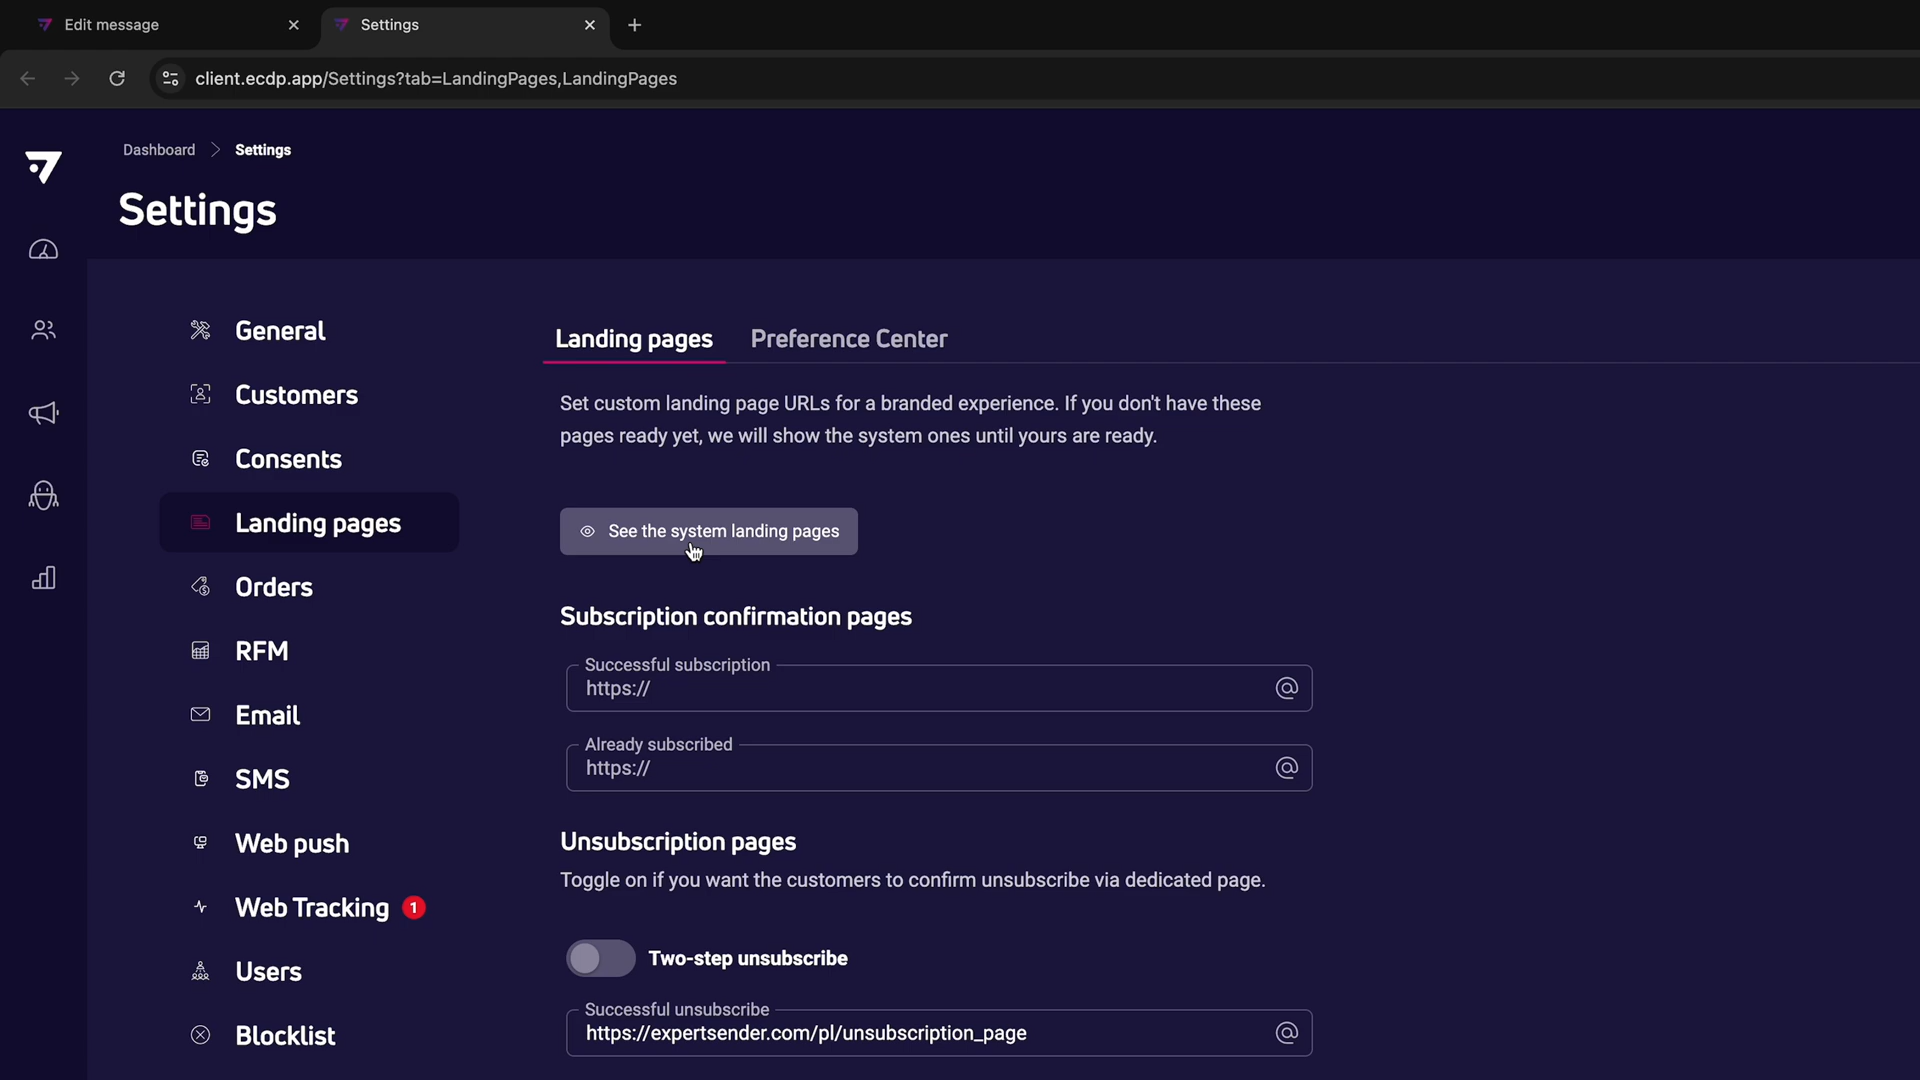 Edit message
Settings
client.ecdp.app/Settings?tab=LandingPages,LandingPages
Dashboard
Settings
Settings
General
Customers
Consents
Landing pages
Orders
RFM
Email
SMS
Web push
Web Tracking 1
Users
Blocklist
Landing pages
Preference Center
Set custom landing page URLs for a branded experience. If you don't have these
pages ready yet, we will show the system ones until yours are ready.
See the system landing pages
Subscription confirmation pages
Successful subscription
https://
Already subscribed
https://
Unsubscription pages
Toggle on if you want the customers to confirm unsubscribe via dedicated page.
Two-step unsubscribe
Successful unsubscribe
https://expertsender.com/pl/unsubscription_page